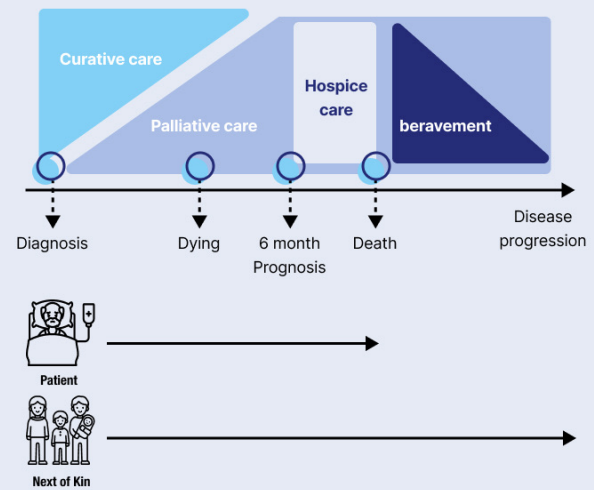 Curative care
Palliative care
Hospice
care
beravement
Diagnosis
Dying
6 month
Prognosis
Death
Disease
progression
Patient
Next of Kin